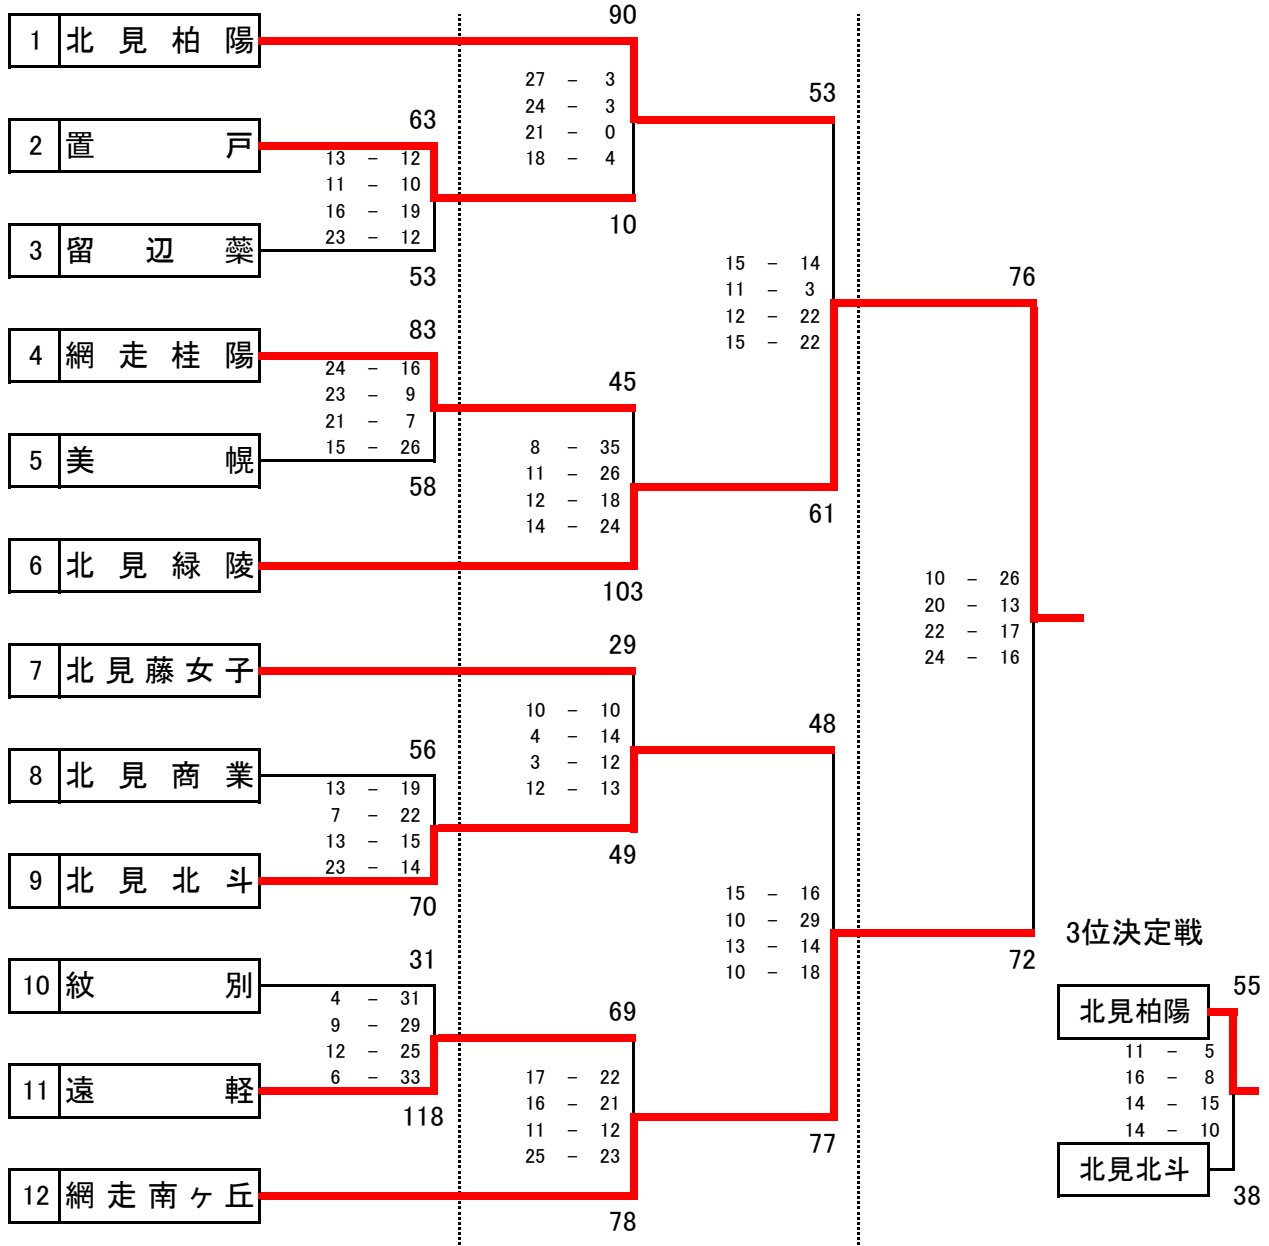 1 北見柏陽
2 置戸
3 留辺蘂
4 網走桂陽
5 美幌
6 北見緑陵
7 北見藤女子
8 北見商業
9 北見北斗
10 紋別
11 遠軽
12 網走南ヶ丘
63
13 － 12
11 － 10
16 － 19
23 － 12
53
83
24 － 16
23 － 9
21 － 7
15 － 26
58
56
13 － 19
7 － 22
13 － 15
23 － 14
70
31
4 － 31
9 － 29
12 － 25
6 － 33
118
90
27 － 3
24 － 3
21 － 0
18 － 4
10
45
8 － 35
11 － 26
12 － 18
14 － 24
103
29
10 － 10
4 － 14
3 － 12
12 － 13
49
69
17 － 22
16 － 21
11 － 12
25 － 23
78
53
15 － 14
11 － 3
12 － 22
15 － 22
61
48
15 － 16
10 － 29
13 － 14
10 － 18
77
76
10 － 26
20 － 13
22 － 17
24 － 16
72
3位決定戦
北見柏陽
55
11 － 5
16 － 8
14 － 15
14 － 10
北見北斗
38